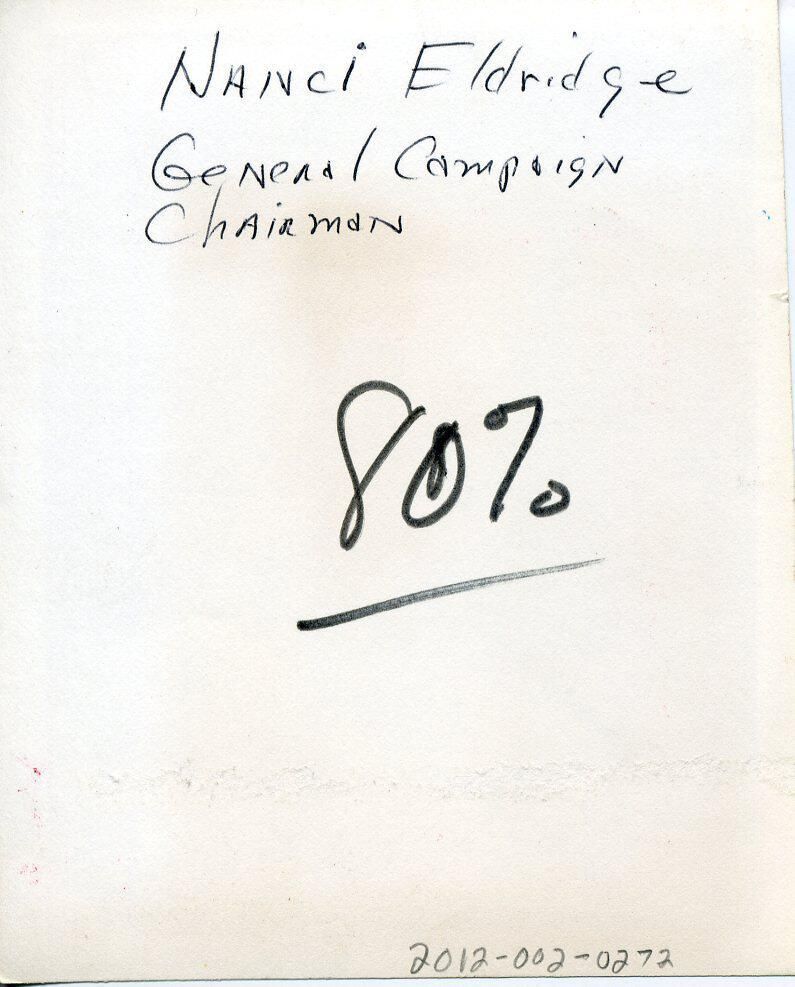 Nanci Eldridge
General Campaign
Chairman
80%
2012-002-0272